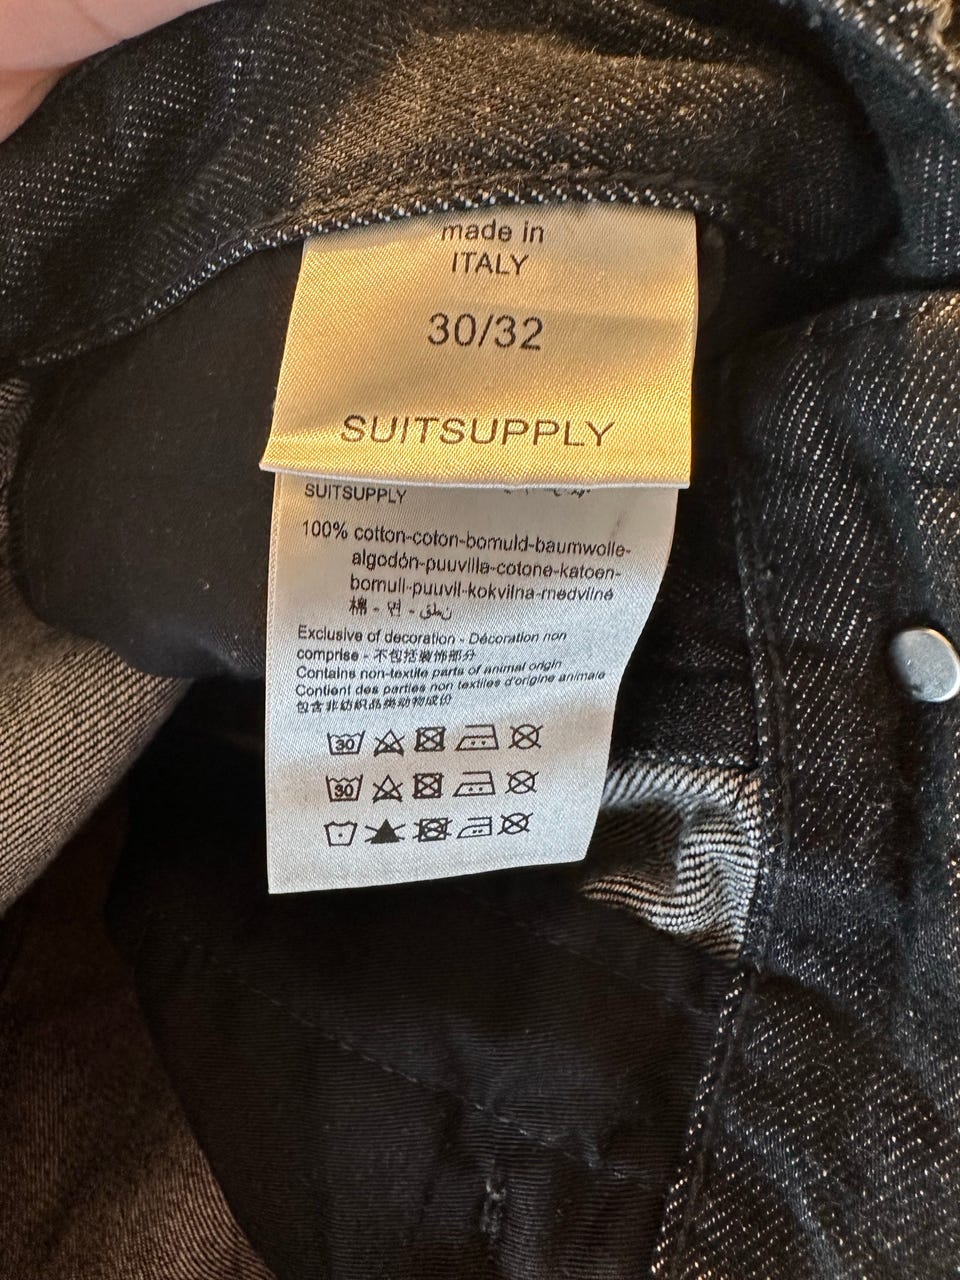 made in
ITALY
30/32
SUITSUPPLY
SUITSUPPLY
100% cotton-coton-bomuld-baumwolle-
algodón-puuvilla-cotone-katoen-
bomull-puuvil-kokvilna-medvilnė
棉 - 면 - قطن
Exclusive of decoration - Décoration non
comprise - 不包括装饰部分
Contains non-textile parts of animal origin
Contient des parties non textiles d'origine animale
包含非纺织品类动物成份
30
30